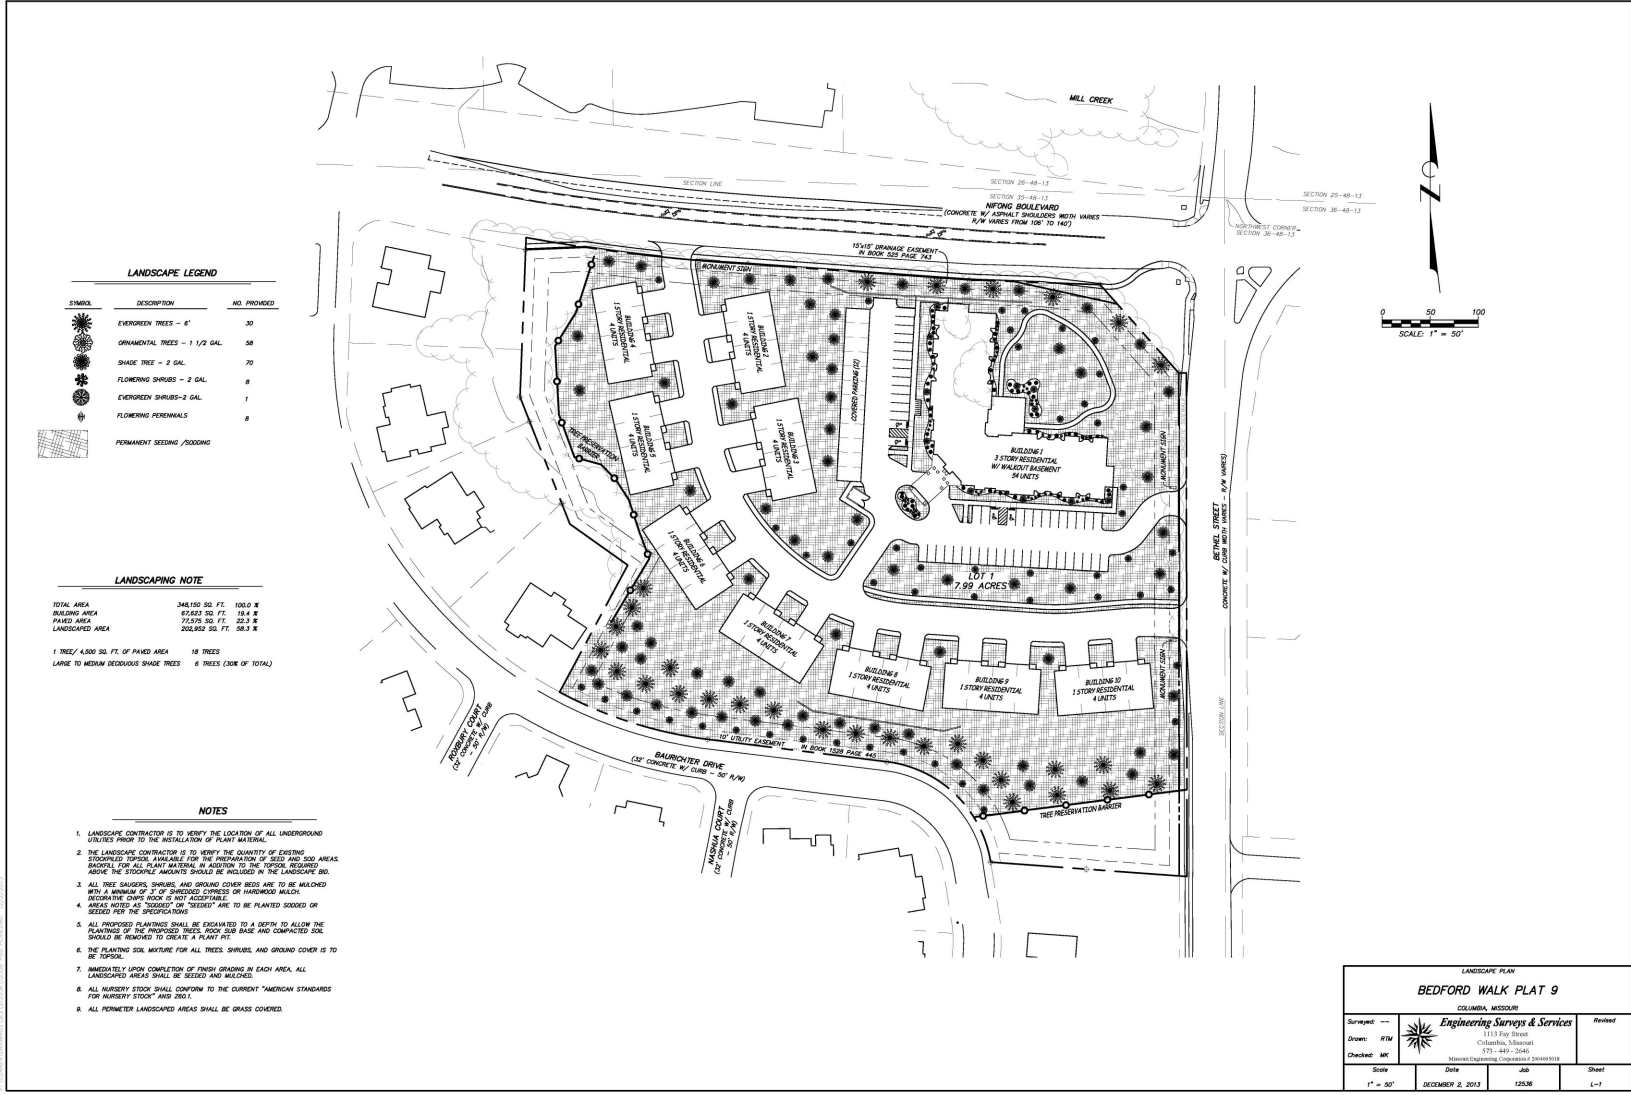 MILL CREEK
SECTION LINE
SECTION 26-48-13
SECTION 35-48-13
SECTION 25-48-13
SECTION 36-48-13
NORTHWEST CORNER
SECTION 36-48-13
NIFONG BOULEVARD
(CONCRETE W/ ASPHALT SHOULDERS WIDTH VARIES
R/W VARIES FROM 106' TO 140')
15'x15' DRAINAGE EASEMENT
IN BOOK 525 PAGE 743
MONUMENT SIGN
0 50 100
SCALE: 1" = 50'
LANDSCAPE LEGEND
SYMBOL DESCRIPTION NO. PROVIDED
EVERGREEN TREES - 6' 30
ORNAMENTAL TREES - 1 1/2 GAL. 58
SHADE TREE - 2 GAL. 70
FLOWERING SHRUBS - 2 GAL. 8
EVERGREEN SHRUBS-2 GAL. 1
FLOWERING PERENNIALS 8
PERMANENT SEEDING /SODDING
BUILDING 4
1 STORY RESIDENTIAL
4 UNITS
BUILDING 2
1 STORY RESIDENTIAL
4 UNITS
COVERED PARKING (12)
BUILDING 5
1 STORY RESIDENTIAL
4 UNITS
BUILDING 3
1 STORY RESIDENTIAL
4 UNITS
TREE PRESERVATION
BARRIER
BUILDING 1
3 STORY RESIDENTIAL
W/ WALKOUT BASEMENT
54 UNITS
MONUMENT SIGN
BETHEL STREET
CONCRETE W/ CURB WIDTH VARIES - R/W VARIES)
BUILDING 6
1 STORY RESIDENTIAL
4 UNITS
LOT 1
7.99 ACRES
BUILDING 7
1 STORY RESIDENTIAL
4 UNITS
BUILDING 8
1 STORY RESIDENTIAL
4 UNITS
BUILDING 9
1 STORY RESIDENTIAL
4 UNITS
BUILDING 10
1 STORY RESIDENTIAL
4 UNITS
MONUMENT SIGN
SECTION LINE
LANDSCAPING NOTE
TOTAL AREA 348,150 SQ. FT. 100.0 %
BUILDING AREA 67,623 SQ. FT. 19.4 %
PAVED AREA 77,575 SQ. FT. 22.3 %
LANDSCAPED AREA 202,952 SQ. FT. 58.3 %
1 TREE/ 4,500 SQ. FT. OF PAVED AREA 18 TREES
LARGE TO MEDIUM DECIDUOUS SHADE TREES 6 TREES (30% OF TOTAL)
ROXBURY COURT
(32' CONCRETE W/ CURB
- 50' R/W)
10' UTILITY EASEMENT IN BOOK 1528 PAGE 445
BAURICHTER DRIVE
(32' CONCRETE W/ CURB - 50' R/W)
NASHUA COURT
(32' CONCRETE W/ CURB
- 50' R/W)
TREE PRESERVATION BARRIER
NOTES
1. LANDSCAPE CONTRACTOR IS TO VERIFY THE LOCATION OF ALL UNDERGROUND
UTILITIES PRIOR TO THE INSTALLATION OF PLANT MATERIAL.
2. THE LANDSCAPE CONTRACTOR IS TO VERIFY THE QUANTITY OF EXISTING
STOCKPILED TOPSOIL AVAILABLE FOR THE PREPARATION OF SEED AND SOD AREAS.
BACKFILL FOR ALL PLANT MATERIAL IN ADDITION TO THE TOPSOIL REQUIRED
ABOVE THE STOCKPILE AMOUNTS SHOULD BE INCLUDED IN THE LANDSCAPE BID.
3. ALL TREE SAUGERS, SHRUBS, AND GROUND COVER BEDS ARE TO BE MULCHED
WITH A MINIMUM OF 3" OF SHREDDED CYPRESS OR HARDWOOD MULCH.
DECORATIVE CHIPS ROCK IS NOT ACCEPTABLE.
4. AREAS NOTED AS "SODDED" OR "SEEDED" ARE TO BE PLANTED SODDED OR
SEEDED PER THE SPECIFICATIONS
5. ALL PROPOSED PLANTINGS SHALL BE EXCAVATED TO A DEPTH TO ALLOW THE
PLANTINGS OF THE PROPOSED TREES. ROCK SUB BASE AND COMPACTED SOIL
SHOULD BE REMOVED TO CREATE A PLANT PIT.
6. THE PLANTING SOIL MIXTURE FOR ALL TREES. SHRUBS, AND GROUND COVER IS TO
BE TOPSOIL.
7. IMMEDIATELY UPON COMPLETION OF FINISH GRADING IN EACH AREA, ALL
LANDSCAPED AREAS SHALL BE SEEDED AND MULCHED.
8. ALL NURSERY STOCK SHALL CONFORM TO THE CURRENT "AMERICAN STANDARDS
FOR NURSERY STOCK" ANSI Z60.1.
9. ALL PERIMETER LANDSCAPED AREAS SHALL BE GRASS COVERED.
LANDSCAPE PLAN
BEDFORD WALK PLAT 9
COLUMBIA, MISSOURI
Surveyed: --
Drawn: RTM
Checked: MK
Engineering Surveys & Services
1113 Fay Street
Columbia, Missouri
573 - 449 - 2646
Missouri Engineering Corporation # 2004005018
Revised
Scale Date Job Sheet
1" = 50' DECEMBER 2, 2013 12536 L-1